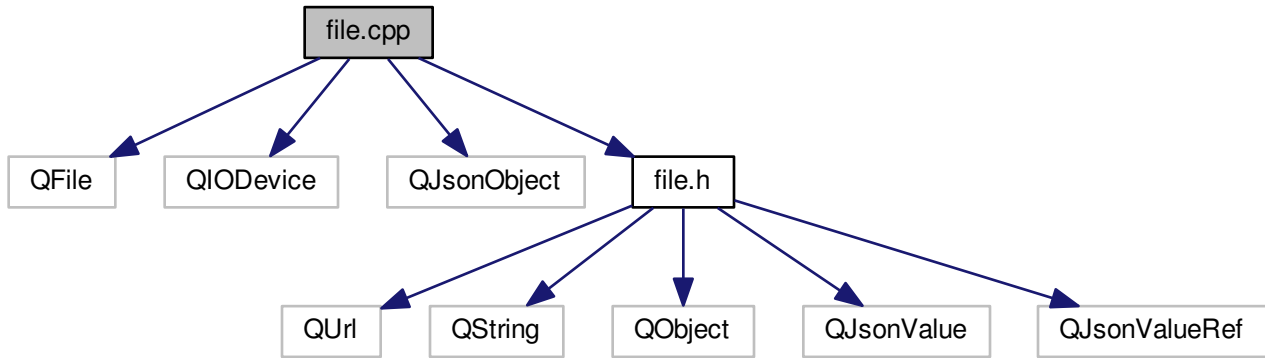 file.cpp
QFile
QIODevice
QJsonObject
file.h
QUrl
QString
QObject
QJsonValue
QJsonValueRef